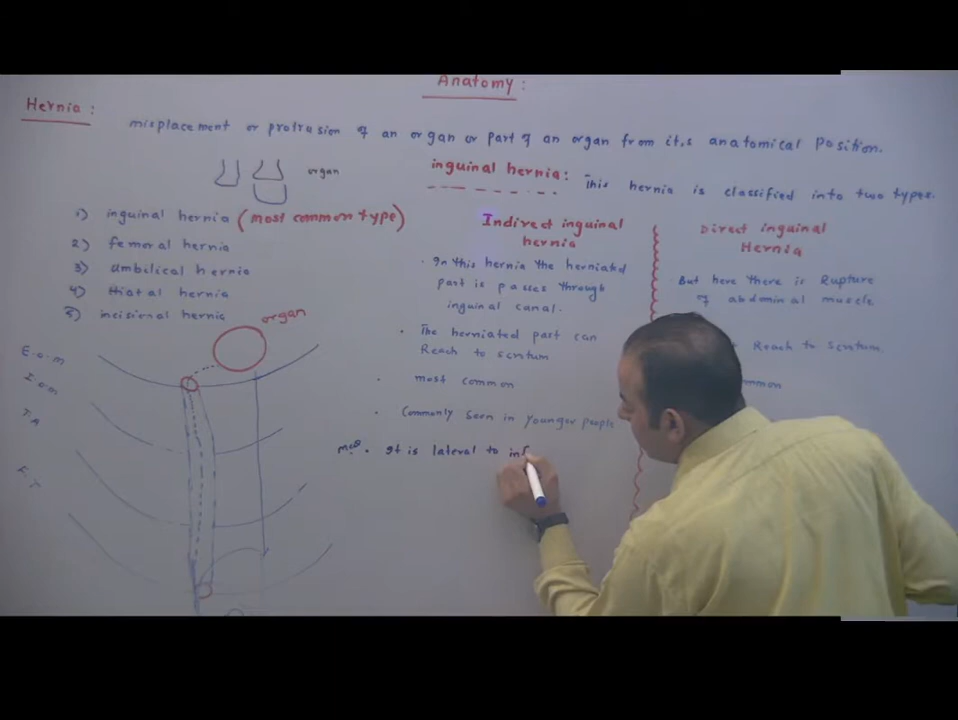 Anatomy:
Hernia:
misplacement or protrusion of an organ or part of an organ from it,s anatomical Position.
organ
inguinal hernia: This hernia is classified into two types.
1) inguinal hernia (most common type)
2) femoral hernia
3) umbilical hernia
4) Hiatal hernia
5) incisional hernia
organ
E.o.m
I.o.m
T.A
F.T
Indirect inguinal
hernia
. In this hernia the herniated
part is passes through
inguinal canal.
. The herniated part can
Reach to scrtum
. most common
. Commonly seen in younger people
. It is lateral to inf
Direct inguinal
Hernia
But here there is Rupture
of abdominal muscle
Reach to Scrotum
ommon